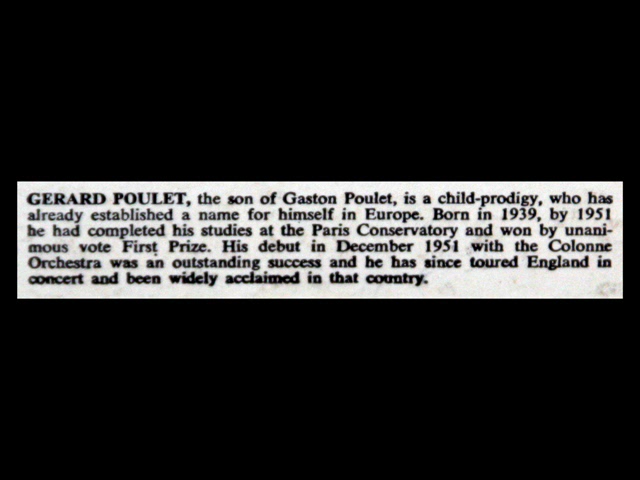 GERARD POULET, the son of Gaston Poulet, is a child-prodigy, who has
already established a name for himself in Europe. Born in 1939, by 1951
he had completed his studies at the Paris Conservatory and won by unani-
mous vote First Prize. His debut in December 1951 with the Colonne
Orchestra was an outstanding success and he has since toured England in
concert and been widely acclaimed in that country.